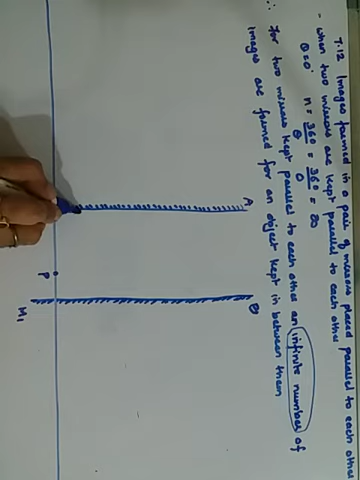 7.12 Images formed in a pair of mirrors placed parallel to each other
- when two mirrors are kept parallel to each other
θ=0° n = 360/θ = 360/0 = ∞
∴ For two mirrors kept parallel to each other an infinite number of
Images are formed for an object kept in between them
A
B
P
M1